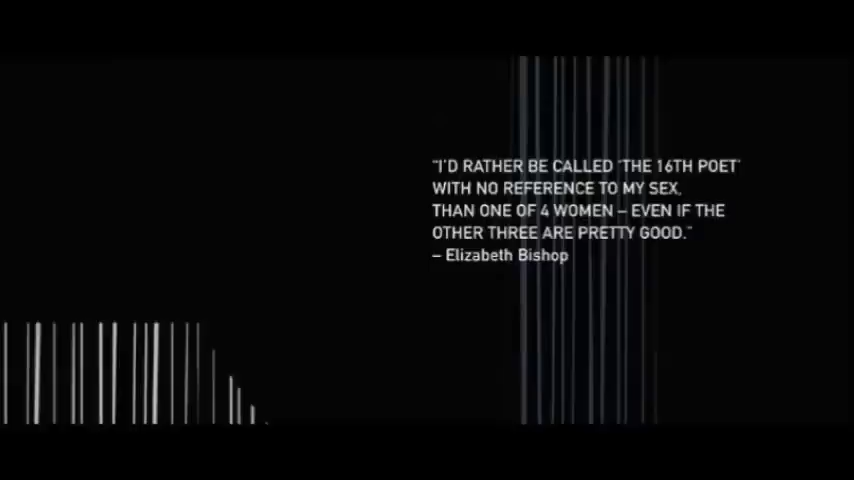 "I'D RATHER BE CALLED 'THE 16TH POET'
WITH NO REFERENCE TO MY SEX,
THAN ONE OF 4 WOMEN – EVEN IF THE
OTHER THREE ARE PRETTY GOOD."
– Elizabeth Bishop